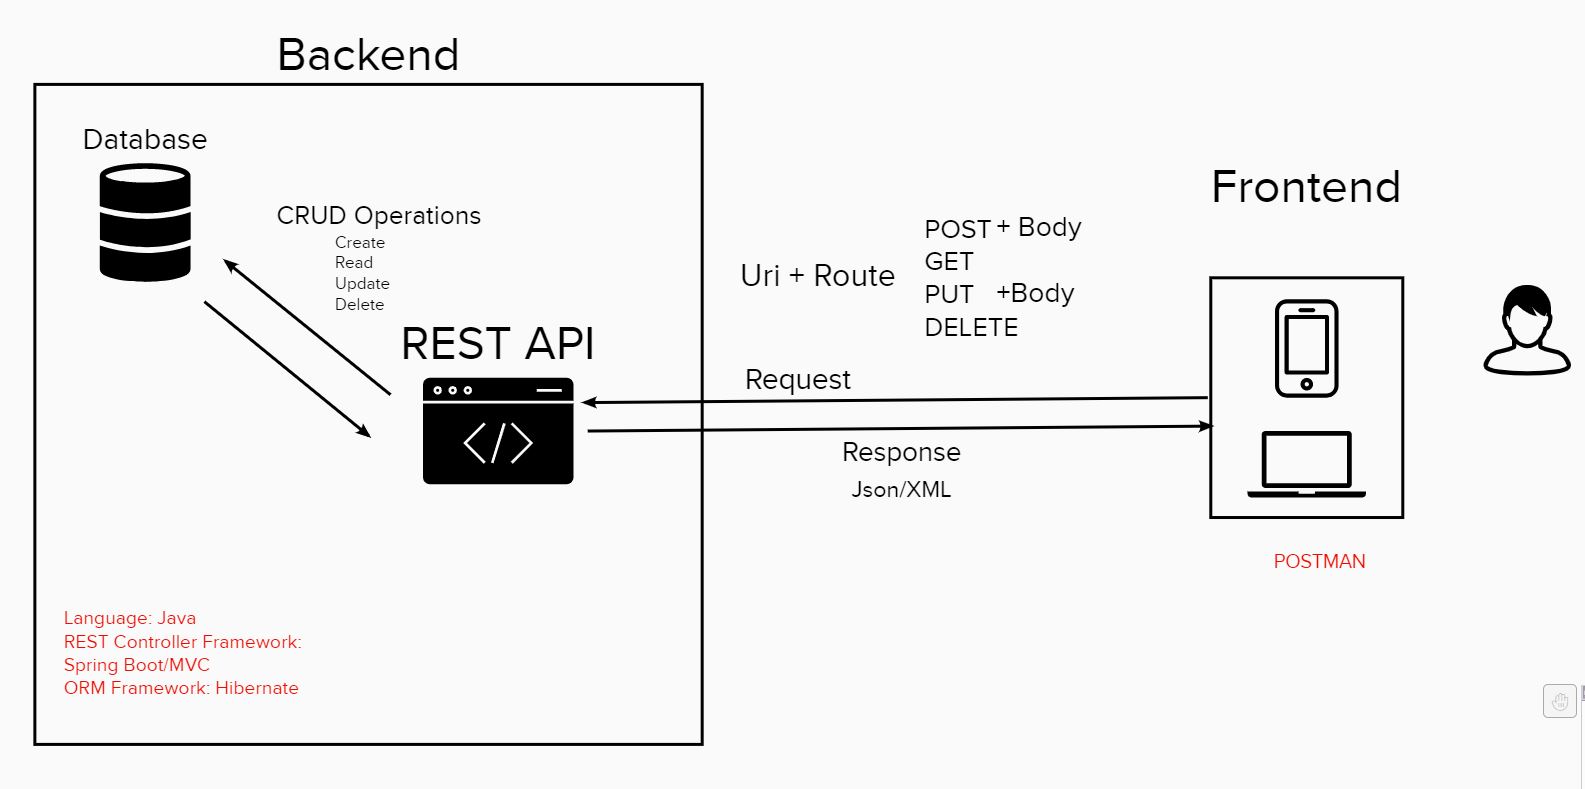 Backend
Database
CRUD Operations
Create
Read
Update
Delete
REST API
</>
Language: Java
REST Controller Framework:
Spring Boot/MVC
ORM Framework: Hibernate
Uri + Route
POST + Body
GET
PUT +Body
DELETE
Request
Response
Json/XML
Frontend
POSTMAN